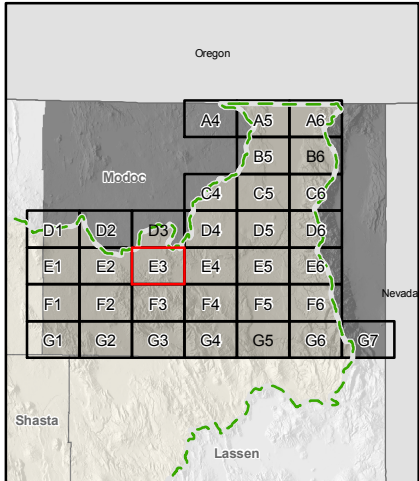 Oregon
A4 A5 A6
B5 B6
Modoc
C4 C5 C6
D1 D2 D3 D4 D5 D6
E1 E2 E3 E4 E5 E6
Nevada
F1 F2 F3 F4 F5 F6
G1 G2 G3 G4 G5 G6 G7
Shasta
Lassen